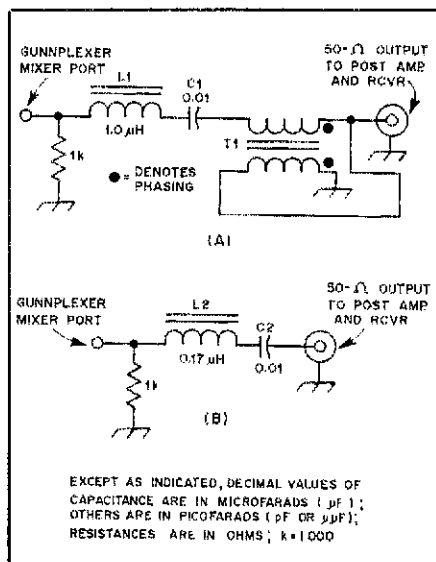 GUNNPLEXER
MIXER PORT
L1
1.0 µH
C1
0.01
50-Ω OUTPUT
TO POST AMP
AND RCVR
1k
● = DENOTES
PHASING
T1
(A)
GUNNPLEXER
MIXER PORT
L2
0.17 µH
C2
0.01
50-Ω OUTPUT
TO POST AMP
AND RCVR
1k
(B)
EXCEPT AS INDICATED, DECIMAL VALUES OF
CAPACITANCE ARE IN MICROFARADS ( µF ) ;
OTHERS ARE IN PICOFARADS ( pF OR µµF);
RESISTANCES ARE IN OHMS ; k=1000